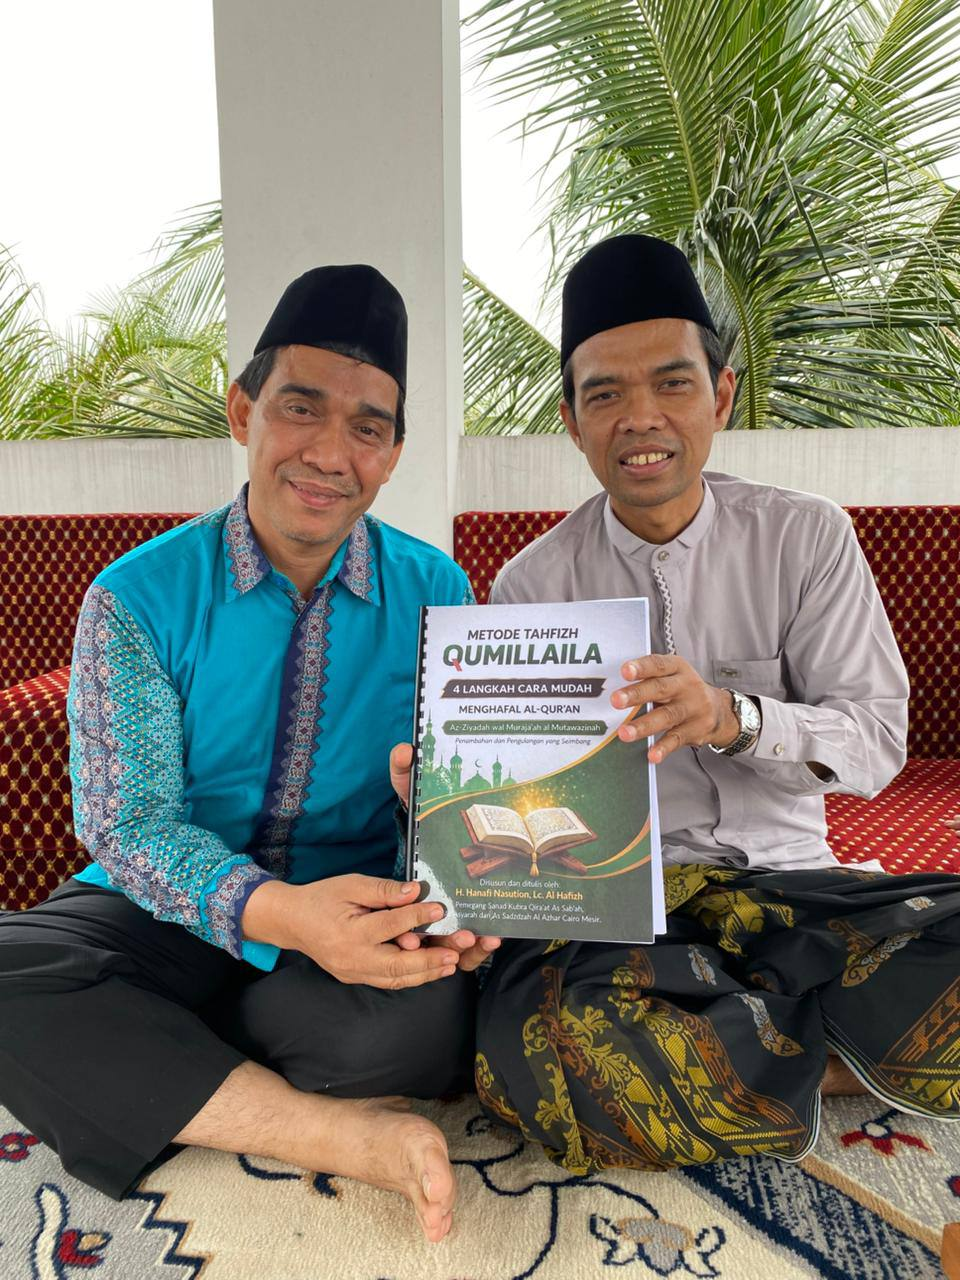 METODE TAHFIZH
QUMILLAILA
4 LANGKAH CARA MUDAH
MENGHAFAL AL-QUR'AN
Az-Ziyadah wal Muraja'ah al Mutawazinah
Penambahan dan Pengulangan yang Seimbang
Disusun dan ditulis oleh:
H. Hanafi Nasution, Lc. Al Hafizh
Pemegang Sanad Kubra Qira'at As Sab'ah,
dan As Sadzdzah Al Azhar Cairo Mesir.